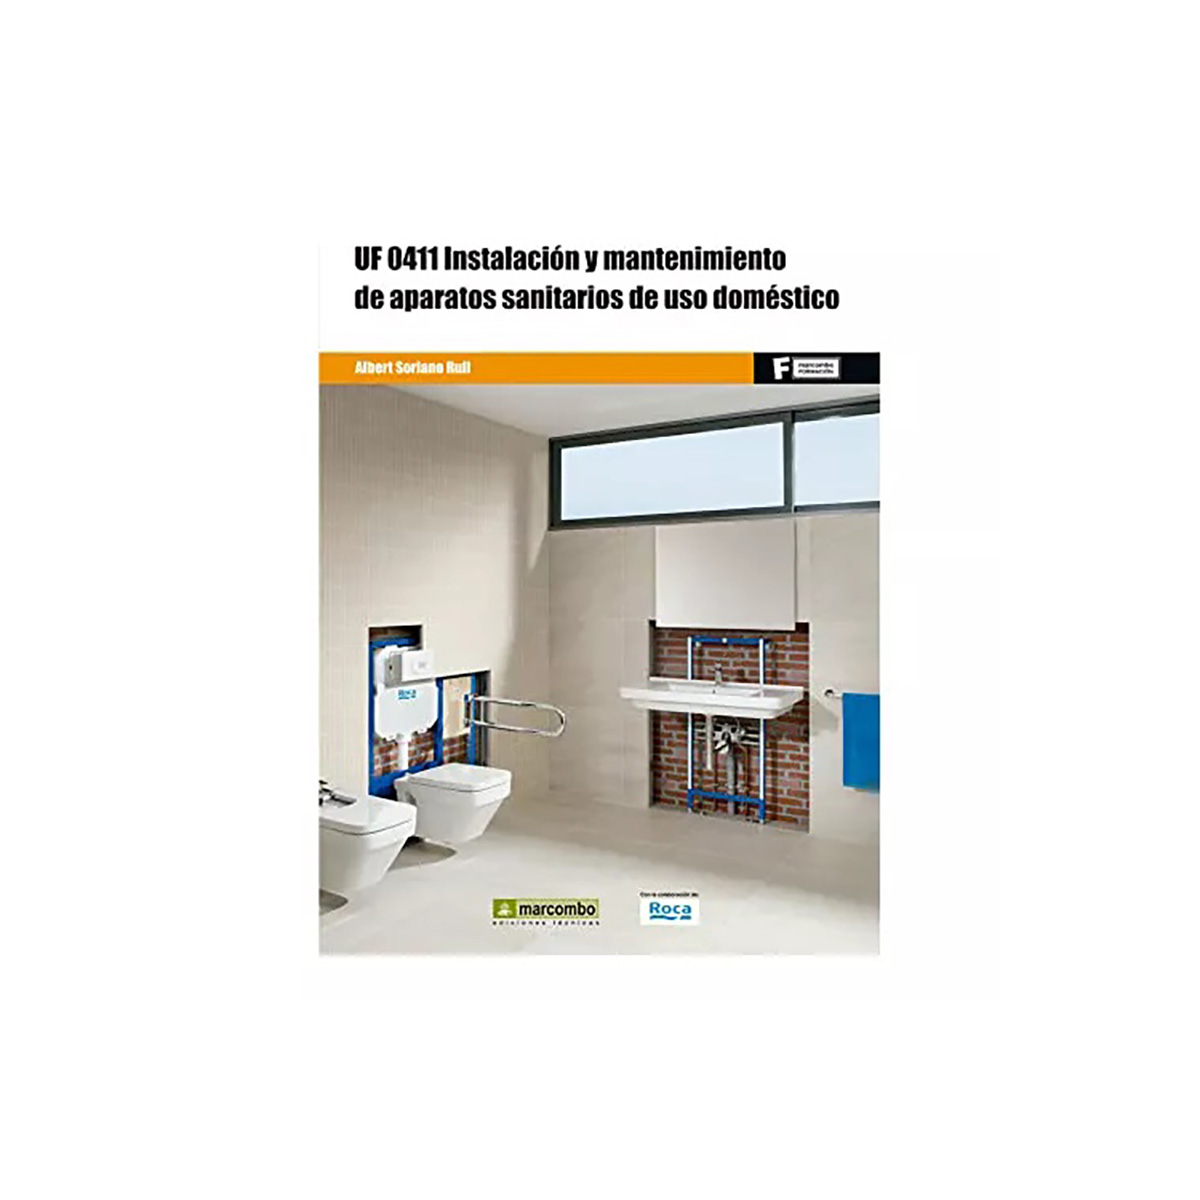 UF 0411 Instalación y mantenimiento
de aparatos sanitarios de uso doméstico
Albert Soriano Rull
F marcombo
FORMACIÓN
Roca
marcombo
ediciones técnicas
Con la colaboración de:
Roca